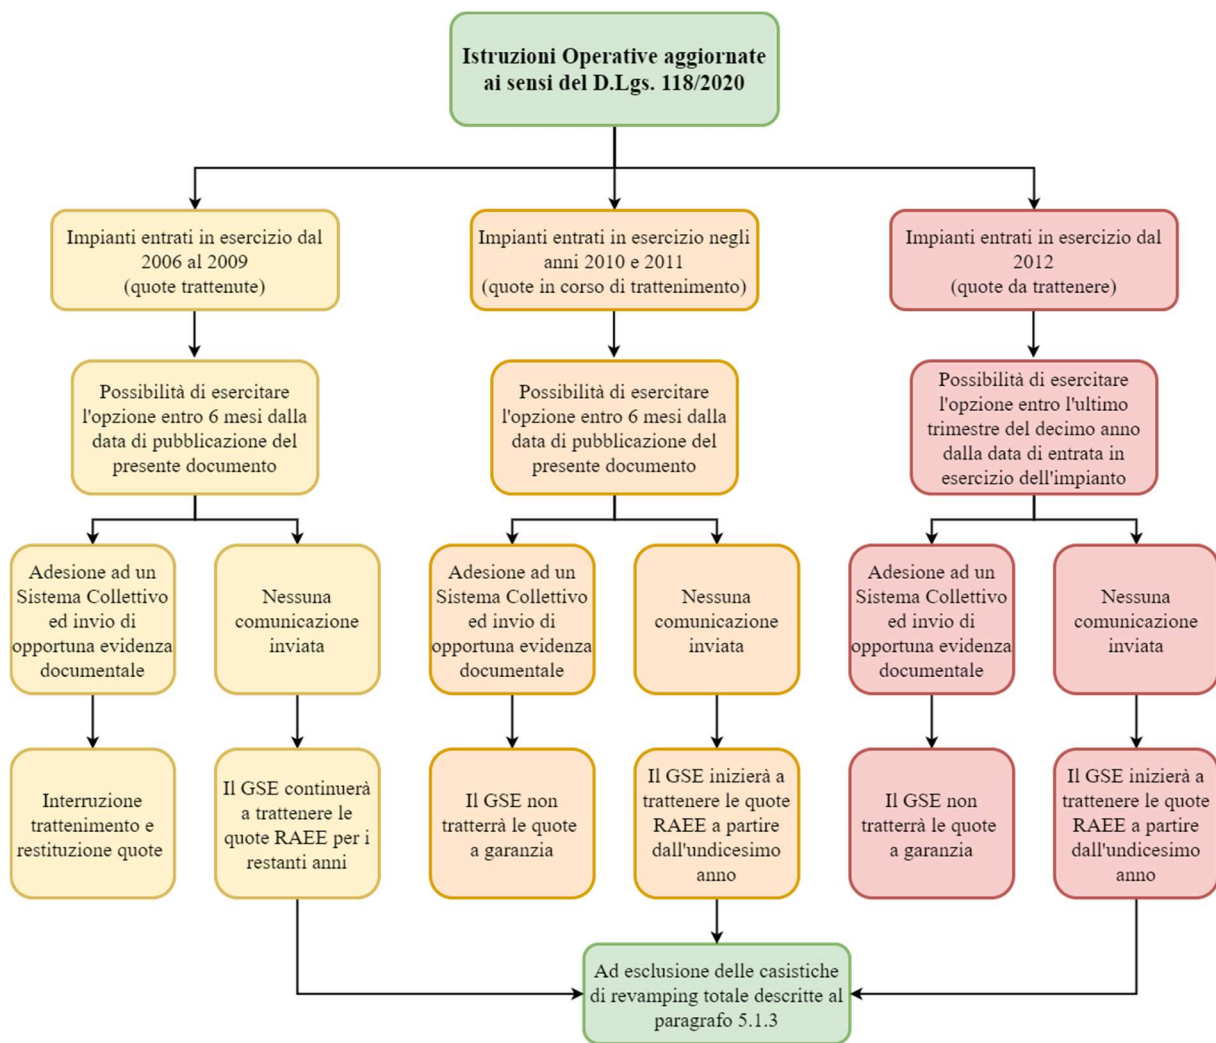 Istruzioni Operative aggiornate
ai sensi del D.Lgs. 118/2020
Impianti entrati in esercizio dal
2006 al 2009
(quote trattenute)
Impianti entrati in esercizio negli
anni 2010 e 2011
(quote in corso di trattenimento)
Impianti entrati in esercizio dal
2012
(quote da trattenere)
Possibilità di esercitare
l'opzione entro 6 mesi dalla
data di pubblicazione del
presente documento
Possibilità di esercitare
l'opzione entro 6 mesi dalla
data di pubblicazione del
presente documento
Possibilità di esercitare
l'opzione entro l'ultimo
trimestre del decimo anno
dalla data di entrata in
esercizio dell'impianto
Adesione ad un
Sistema Collettivo
ed invio di
opportuna evidenza
documentale
Nessuna
comunicazione
inviata
Adesione ad un
Sistema Collettivo
ed invio di
opportuna evidenza
documentale
Nessuna
comunicazione
inviata
Adesione ad un
Sistema Collettivo
ed invio di
opportuna evidenza
documentale
Nessuna
comunicazione
inviata
Interruzione
trattenimento e
restituzione quote
Il GSE continuerà
a trattenere le
quote RAEE per i
restanti anni
Il GSE non
tratterrà le quote
a garanzia
Il GSE inizierà a
trattenere le quote
RAEE a partire
dall'undicesimo
anno
Il GSE non
tratterrà le quote
a garanzia
Il GSE inizierà a
trattenere le quote
RAEE a partire
dall'undicesimo
anno
Ad esclusione delle casistiche
di revamping totale descritte al
paragrafo 5.1.3